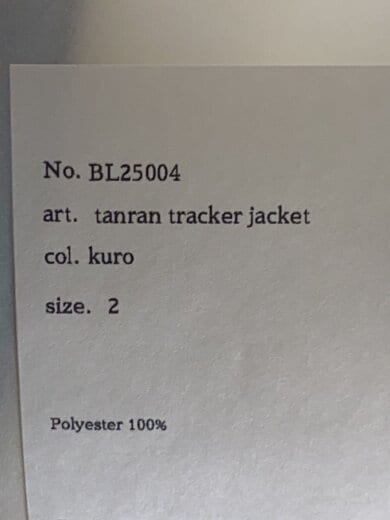 No. BL25004
art. tanran tracker jacket
col. kuro
size. 2
Polyester 100%